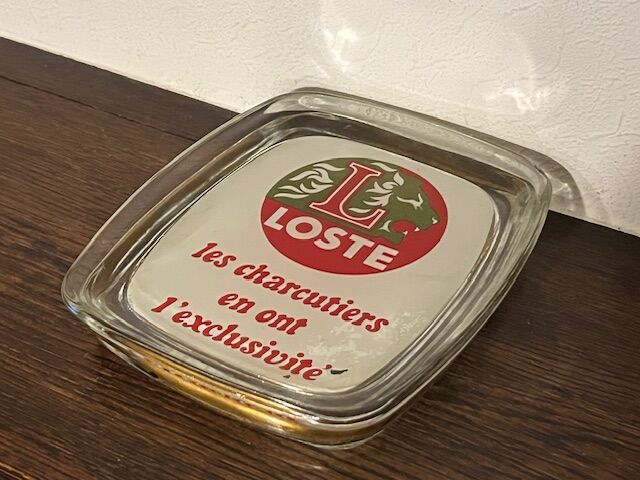 L
LOSTE
les charcutiers
en ont
l'exclusivité